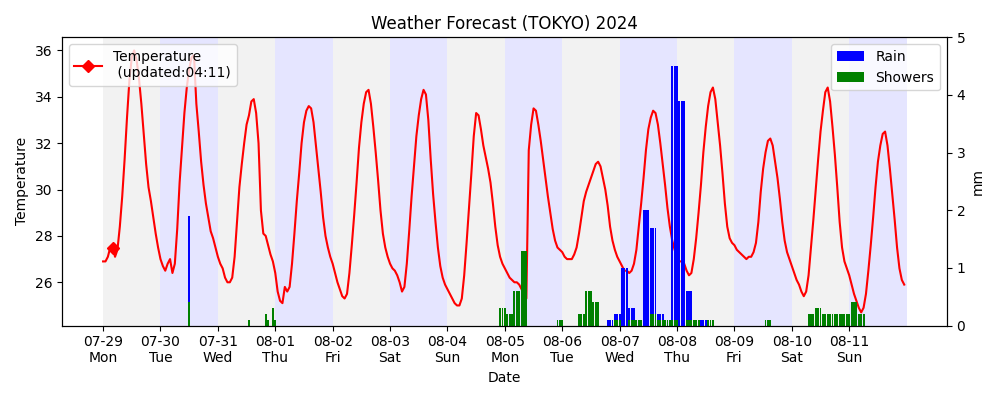 Weather Forecast (TOKYO) 2024
Temperature
(updated:04:11)
Rain
Showers
36
34
32
30
28
26
Temperature
5
4
3
2
1
0
mm
07-29 07-30 07-31 08-01 08-02 08-03 08-04 08-05 08-06 08-07 08-08 08-09 08-10 08-11
Mon Tue Wed Thu Fri Sat Sun Mon Tue Wed Thu Fri Sat Sun
Date